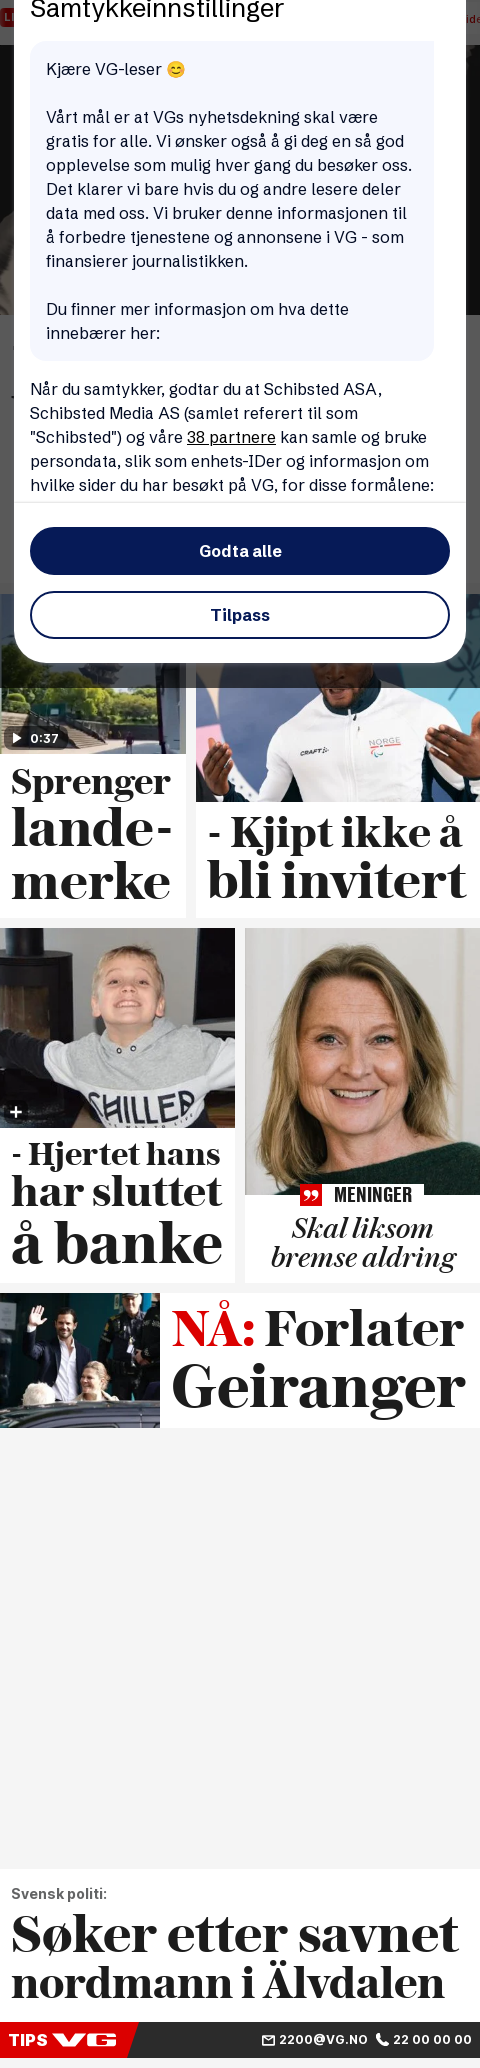 Samtykkeinnstillinger
Kjære VG-leser 😊
Vårt mål er at VGs nyhetsdekning skal være
gratis for alle. Vi ønsker også å gi deg en så god
opplevelse som mulig hver gang du besøker oss.
Det klarer vi bare hvis du og andre lesere deler
data med oss. Vi bruker denne informasjonen til
å forbedre tjenestene og annonsene i VG - som
finansierer journalistikken.
Du finner mer informasjon om hva dette
innebærer her:
Når du samtykker, godtar du at Schibsted ASA,
Schibsted Media AS (samlet referert til som
"Schibsted") og våre 38 partnere kan samle og bruke
persondata, slik som enhets-IDer og informasjon om
hvilke sider du har besøkt på VG, for disse formålene:
Godta alle
Tilpass
0:37
Sprenger
lande-
merke
CRAFT
NORGE
- Kjipt ikke å
bli invitert
CHILLER
- Hjertet hans
har sluttet
å banke
MENINGER
Skal liksom
bremse aldring
NÅ: Forlater
Geiranger
Svensk politi:
Søker etter savnet
nordmann i Älvdalen
TIPS VG 2200@VG.NO 22 00 00 00